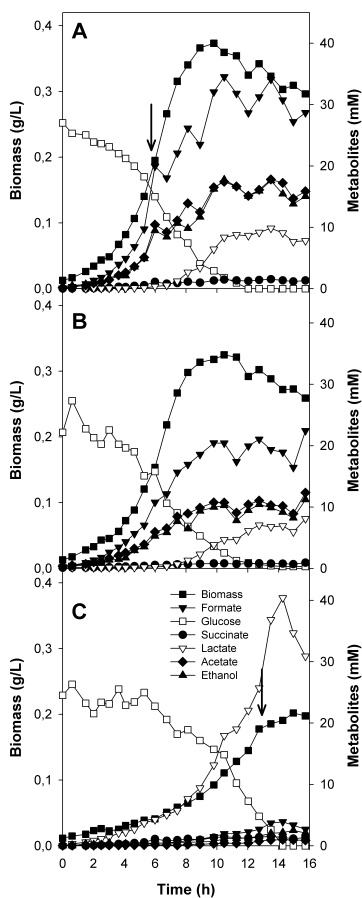 A
0,4
0,3
0,2
0,1
0,0
Biomass (g/L)
40
30
20
10
0
Metabolites (mM)
B
0,4
0,3
0,2
0,1
0,0
Biomass (g/L)
40
30
20
10
0
Metabolites (mM)
C
0,4
0,3
0,2
0,1
0,0
Biomass (g/L)
Biomass
Formate
Glucose
Succinate
Lactate
Acetate
Ethanol
40
30
20
10
0
Metabolites (mM)
0 2 4 6 8 10 12 14 16
Time (h)